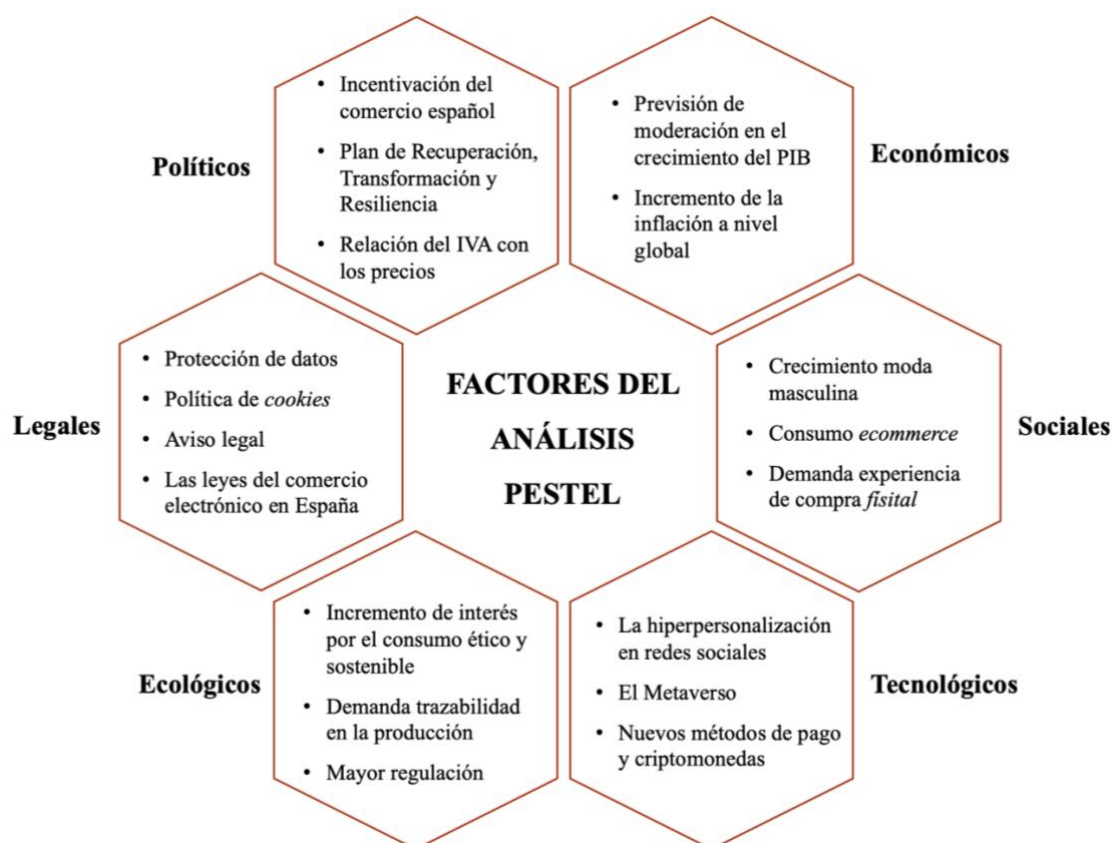 Políticos
• Incentivación del
comercio español
• Plan de Recuperación,
Transformación y
Resiliencia
• Relación del IVA con
los precios
Económicos
• Previsión de
moderación en el
crecimiento del PIB
• Incremento de la
inflación a nivel
global
Legales
• Protección de datos
• Política de cookies
• Aviso legal
• Las leyes del comercio
electrónico en España
FACTORES DEL
ANÁLISIS
PESTEL
• Crecimiento moda
masculina
• Consumo ecommerce
• Demanda experiencia
de compra físital
Sociales
Ecológicos
• Incremento de interés
por el consumo ético y
sostenible
• Demanda trazabilidad
en la producción
• Mayor regulación
• La hiperpersonalización
en redes sociales
• El Metaverso
• Nuevos métodos de pago
y criptomonedas
Tecnológicos